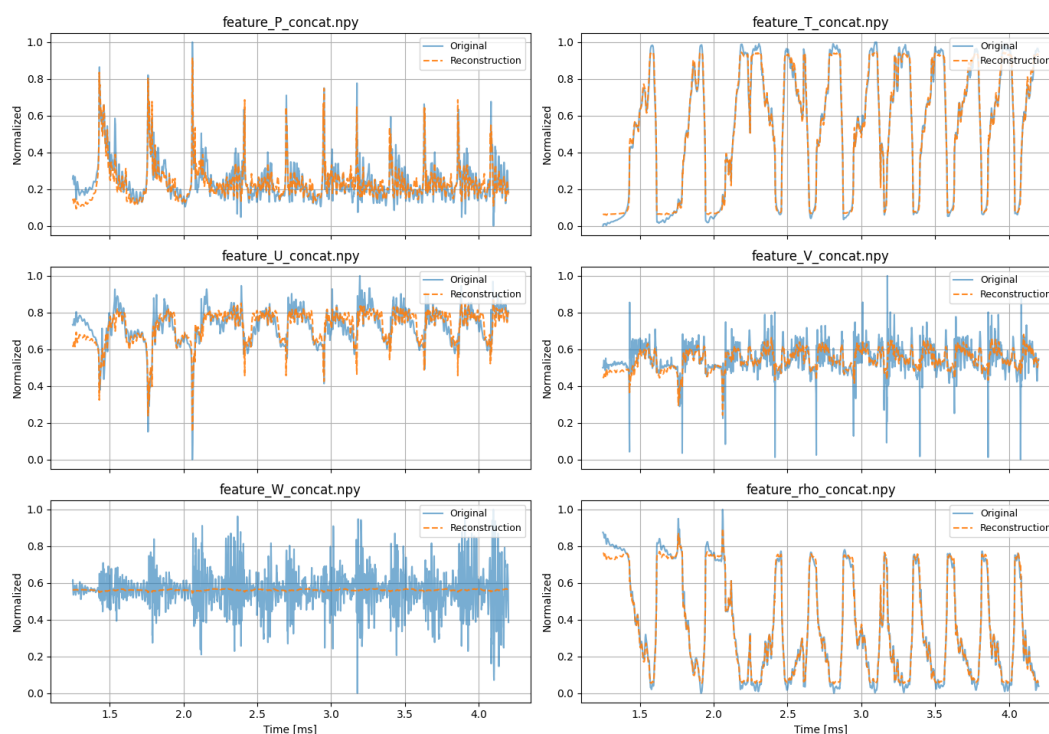 feature_P_concat.npy
1.0
0.8
0.6
0.4
0.2
0.0
Normalized
Original
Reconstruction
feature_T_concat.npy
1.0
0.8
0.6
0.4
0.2
0.0
Normalized
Original
Reconstruction
feature_U_concat.npy
1.0
0.8
0.6
0.4
0.2
0.0
Normalized
Original
Reconstruction
feature_V_concat.npy
1.0
0.8
0.6
0.4
0.2
0.0
Normalized
Original
Reconstruction
feature_W_concat.npy
1.0
0.8
0.6
0.4
0.2
0.0
Normalized
Original
Reconstruction
1.5 2.0 2.5 3.0 3.5 4.0
Time [ms]
feature_rho_concat.npy
1.0
0.8
0.6
0.4
0.2
0.0
Normalized
Original
Reconstruction
1.5 2.0 2.5 3.0 3.5 4.0
Time [ms]